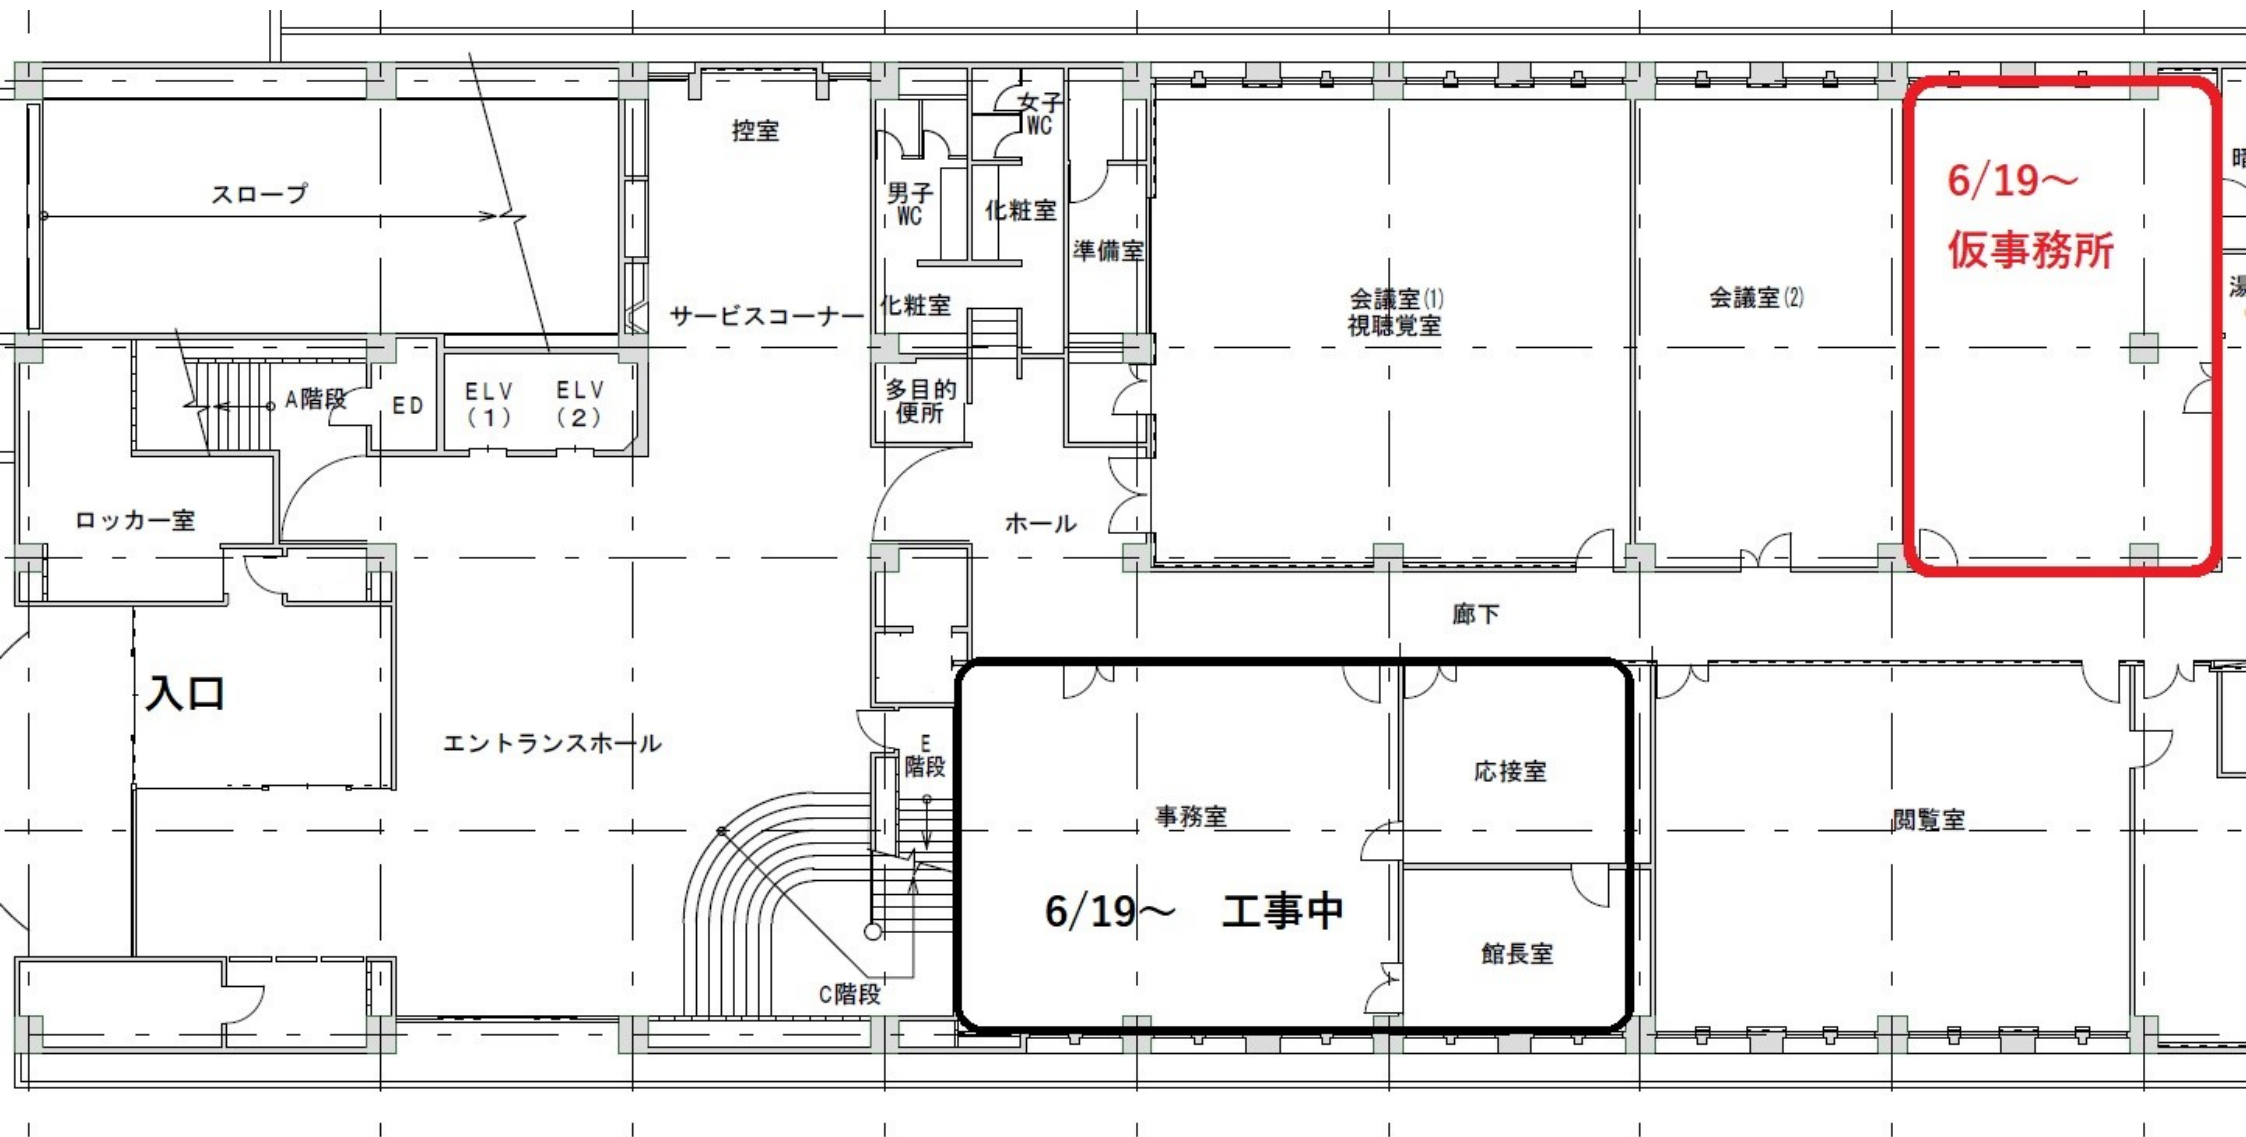 控室
女子
WC
スロープ
男子
WC
化粧室
準備室
6/19～
仮事務所
化粧室
サービスコーナー
会議室(1)
視聴覚室
会議室(2)
A階段
ED
ELV
(1)
ELV
(2)
多目的
便所
ロッカー室
ホール
廊下
入口
エントランスホール
E
階段
応接室
事務室
閲覧室
6/19～　工事中
館長室
C階段